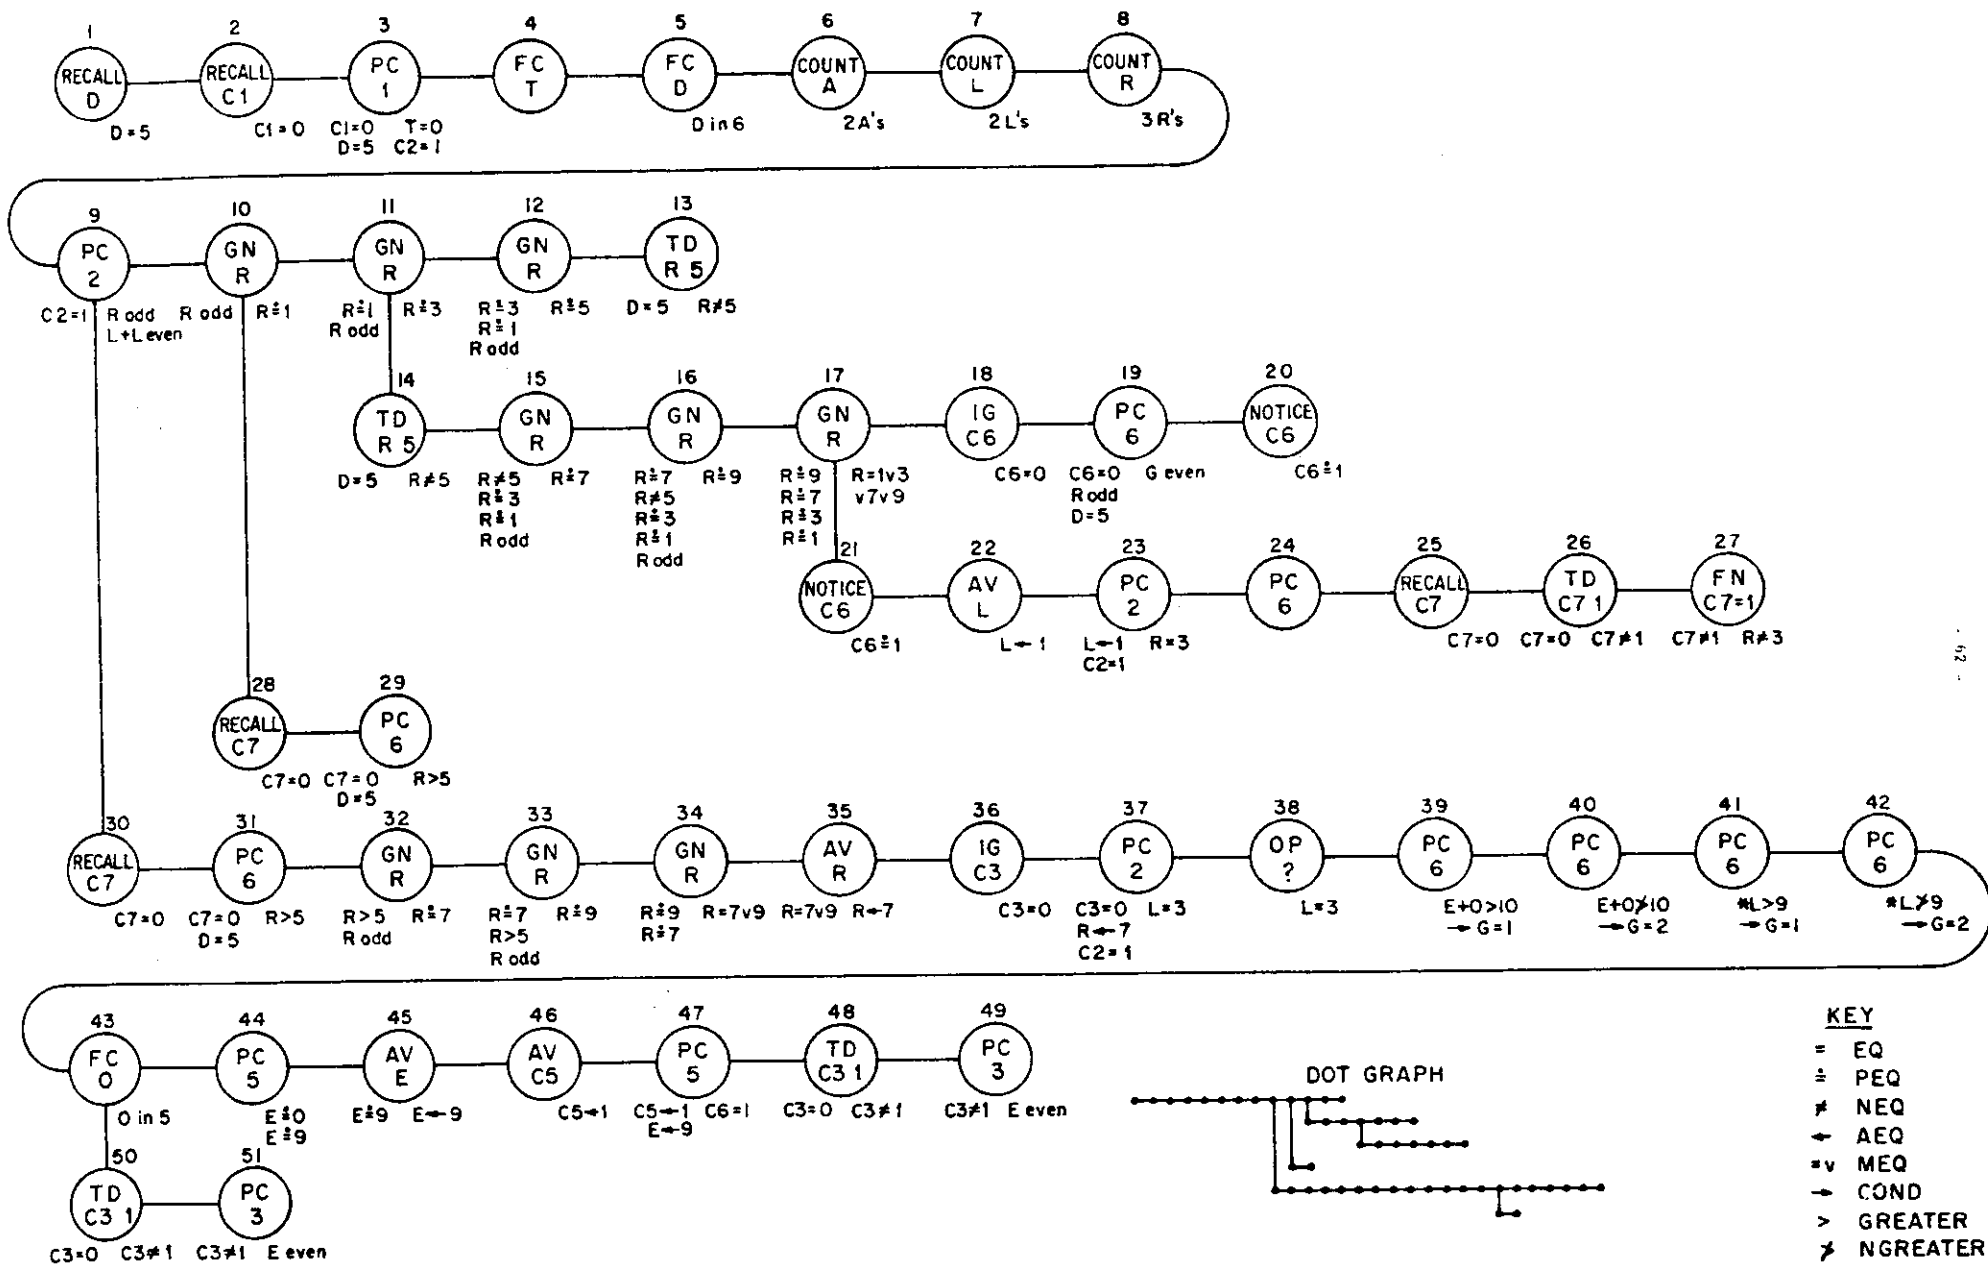 1 2 3 4 5 6 7 8
RECALL D
RECALL C1
PC 1
FC T
FC D
COUNT A
COUNT L
COUNT R
D=5
C1=0
C1=0 T=0
D=5 C2=1
D in 6
2A's
2L's
3R's
9 10 11 12 13
PC 2
GN R
GN R
GN R
TD R 5
C2=1 R odd
L+L even
R odd R≐1
R≐1 R≐3
R odd
R≐3 R≐5
R≐1
R odd
D=5 R≠5
14 15 16 17 18 19 20
TD R 5
GN R
GN R
GN R
IG C6
PC 6
NOTICE C6
D=5 R≠5
R≠5 R≐7
R≐3
R≐1
R odd
R≐7 R≐9
R≠5
R≐3
R≐1
R odd
R≐9 R=1v3
R≐7 v7v9
R≐3
R≐1
C6=0
C6=0 G even
R odd
D=5
C6≐1
21 22 23 24 25 26 27
NOTICE C6
AV L
PC 2
PC 6
RECALL C7
TD C7 1
FN C7=1
C6≐1
L←1
L←1 R=3
C2=1
C7=0
C7=0 C7≠1
C7≠1 R≠3
- 62 -
28 29
RECALL C7
PC 6
C7=0
C7=0 R>5
D=5
30 31 32 33 34 35 36 37 38 39 40 41 42
RECALL C7
PC 6
GN R
GN R
GN R
AV R
IG C3
PC 2
OP ?
PC 6
PC 6
PC 6
PC 6
C7=0
C7=0 R>5
D=5
R>5 R≐7
R odd
R≐7 R≐9
R>5
R odd
R≐9 R=7v9
R≐7
R=7v9 R←7
C3=0
C3=0 L=3
R←7
C2=1
L=3
E+O>10
→G=1
E+O≯10
→G=2
*L>9
→G=1
*L≯9
→G=2
43 44 45 46 47 48 49
FC O
PC 5
AV E
AV C5
PC 5
TD C3 1
PC 3
O in 5
E≐0
E≐9
E≐9 E←9
C5←1
C5←1 C6=1
E←9
C3=0 C3≠1
C3≠1 E even
50 51
TD C3 1
PC 3
C3=0 C3≠1
C3≠1 E even
DOT GRAPH
KEY
= EQ
≐ PEQ
≠ NEQ
← AEQ
=v MEQ
→ COND
> GREATER
≯ NGREATER